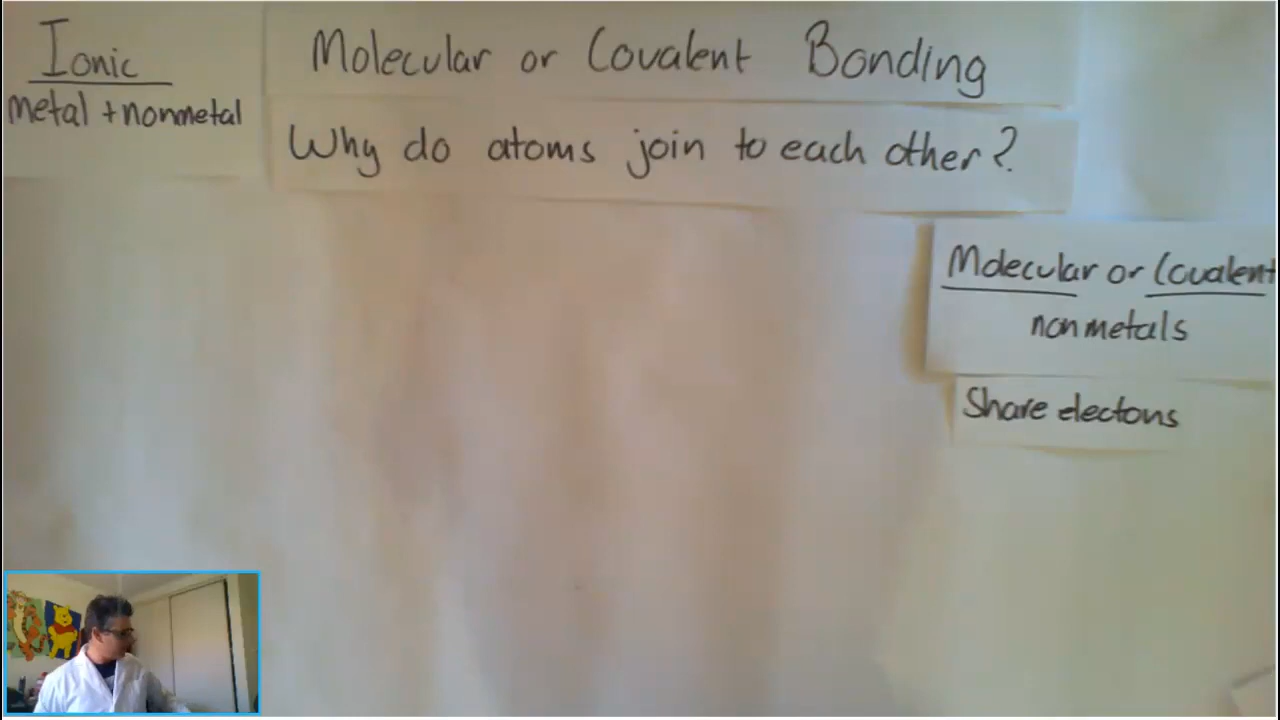 Ionic
metal + nonmetal
Molecular or Covalent Bonding
Why do atoms join to each other?
Molecular or Covalent
nonmetals
Share electons